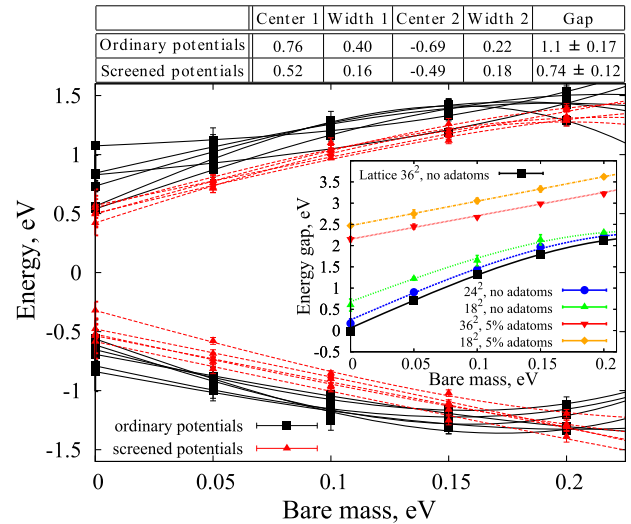 Center 1 Width 1 Center 2 Width 2 Gap
Ordinary potentials 0.76 0.40 -0.69 0.22 1.1 ± 0.17
Screened potentials 0.52 0.16 -0.49 0.18 0.74 ± 0.12
Energy, eV
1.5
1
0.5
0
-0.5
-1
-1.5
Energy gap, eV
3.5
3
2.5
2
1.5
1
0.5
0
-0.5
Lattice 36², no adatoms
24², no adatoms
18², no adatoms
36², 5% adatoms
18², 5% adatoms
0 0.05 0.1 0.15 0.2
Bare mass, eV
ordinary potentials
screened potentials
0 0.05 0.1 0.15 0.2
Bare mass, eV